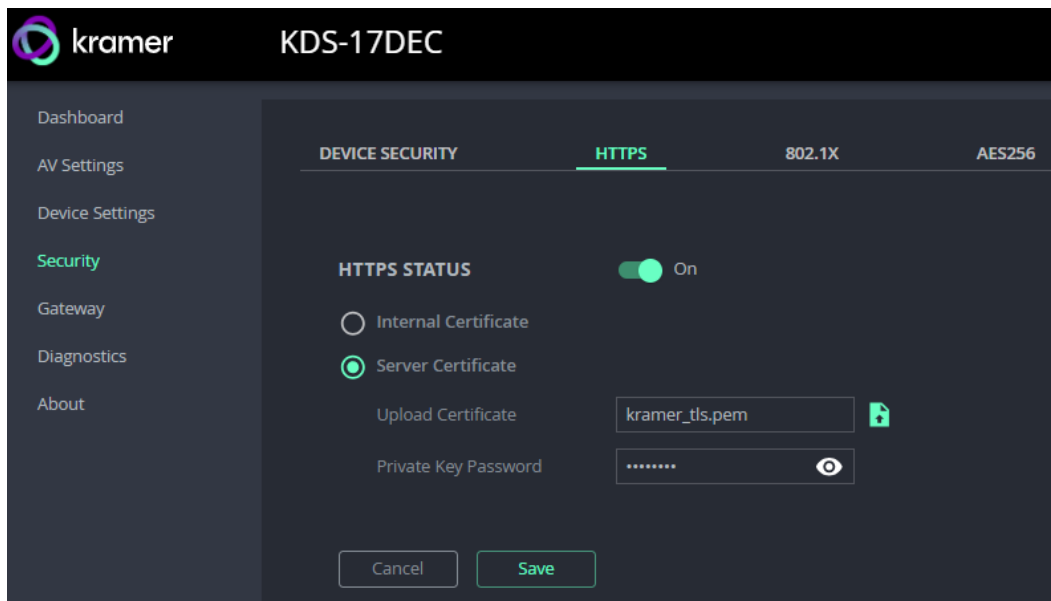 kramer
KDS-17DEC
Dashboard
AV Settings
Device Settings
Security
Gateway
Diagnostics
About
DEVICE SECURITY HTTPS 802.1X AES256
HTTPS STATUS On
Internal Certificate
Server Certificate
Upload Certificate kramer_tls.pem
Private Key Password ••••••••
Cancel Save